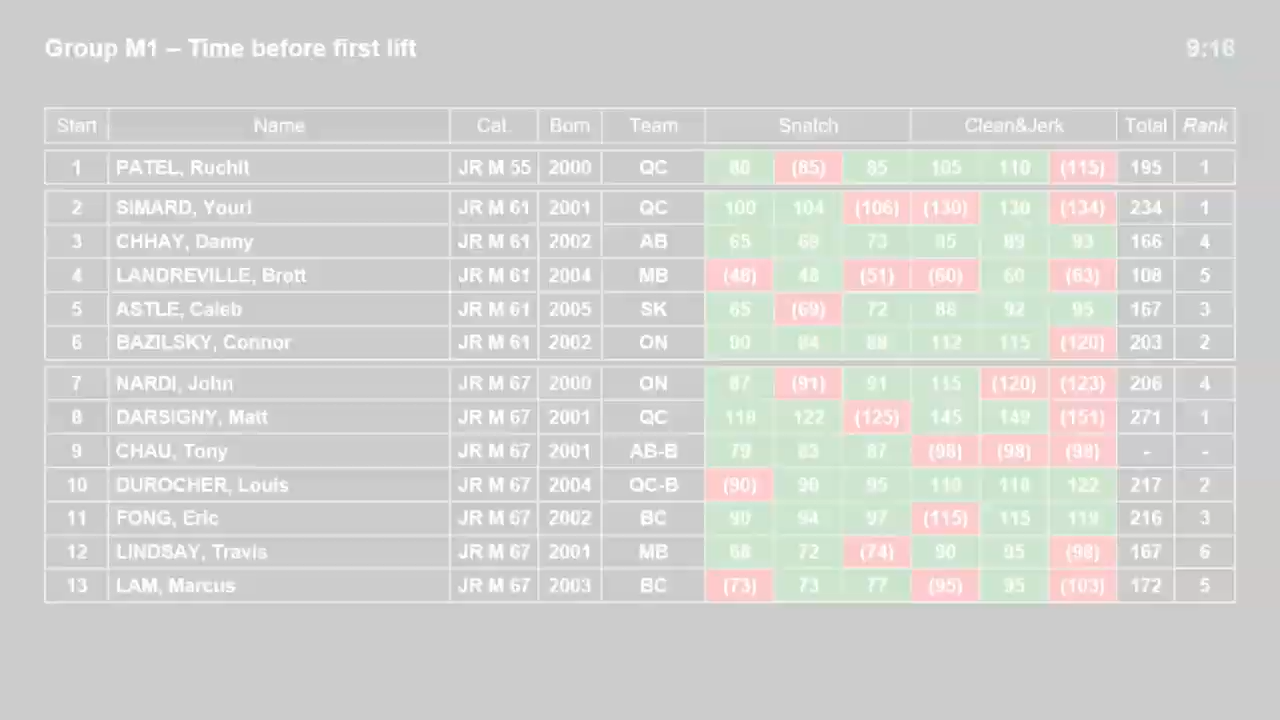 Group M1 – Time before first lift 9:16
Start Name Cat. Born Team Snatch Clean&Jerk Total Rank
1 PATEL, Ruchit JR M 55 2000 QC 80 (85) 85 105 110 (115) 195 1
2 SIMARD, Youri JR M 61 2001 QC 100 104 (106) (130) 130 (134) 234 1
3 CHHAY, Danny JR M 61 2002 AB 65 69 73 85 89 93 166 4
4 LANDREVILLE, Brett JR M 61 2004 MB (48) 48 (51) (60) 60 (63) 108 5
5 ASTLE, Caleb JR M 61 2005 SK 65 (69) 72 88 92 95 167 3
6 BAZILSKY, Connor JR M 61 2002 ON 80 84 88 112 115 (120) 203 2
7 NARDI, John JR M 67 2000 ON 87 (91) 91 115 (120) (123) 206 4
8 DARSIGNY, Matt JR M 67 2001 QC 118 122 (125) 145 149 (151) 271 1
9 CHAU, Tony JR M 67 2001 AB-B 79 83 87 (98) (98) (98) - -
10 DUROCHER, Louis JR M 67 2004 QC-B (90) 90 95 110 118 122 217 2
11 FONG, Eric JR M 67 2002 BC 90 94 97 (115) 115 119 216 3
12 LINDSAY, Travis JR M 67 2001 MB 68 72 (74) 90 95 (98) 167 6
13 LAM, Marcus JR M 67 2003 BC (73) 73 77 (95) 95 (103) 172 5